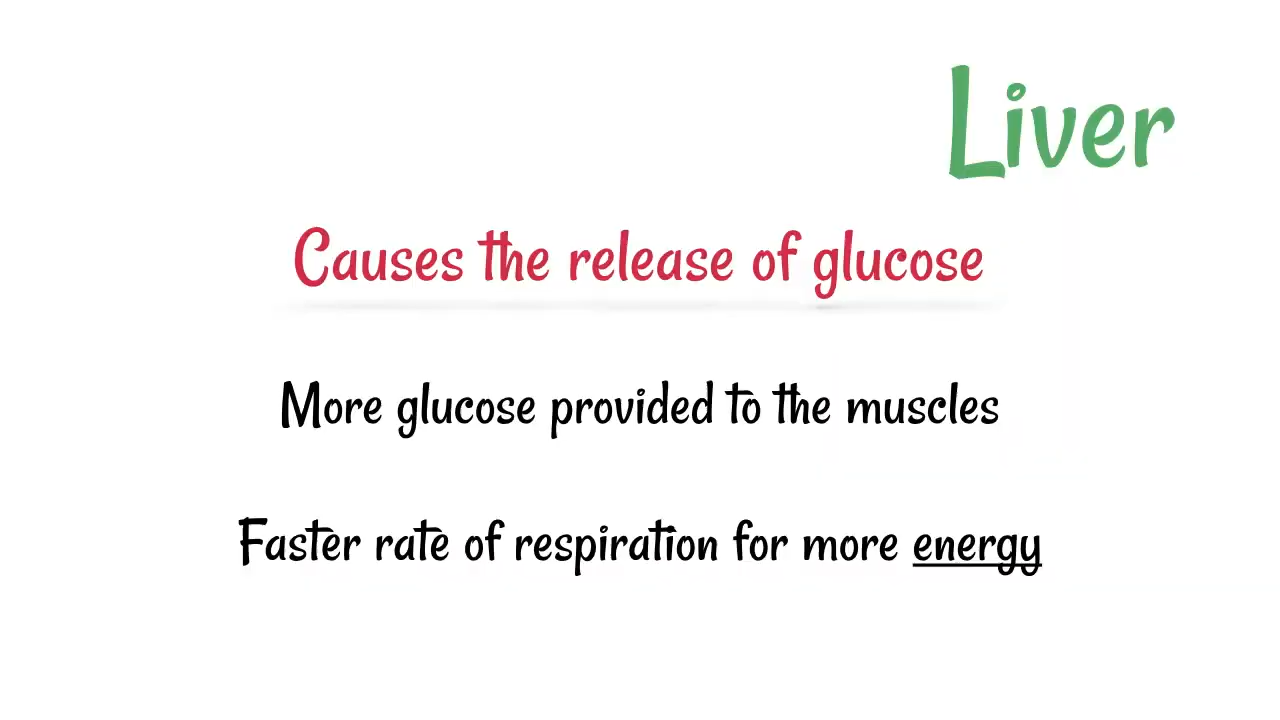 Liver
Causes the release of glucose
More glucose provided to the muscles
Faster rate of respiration for more energy